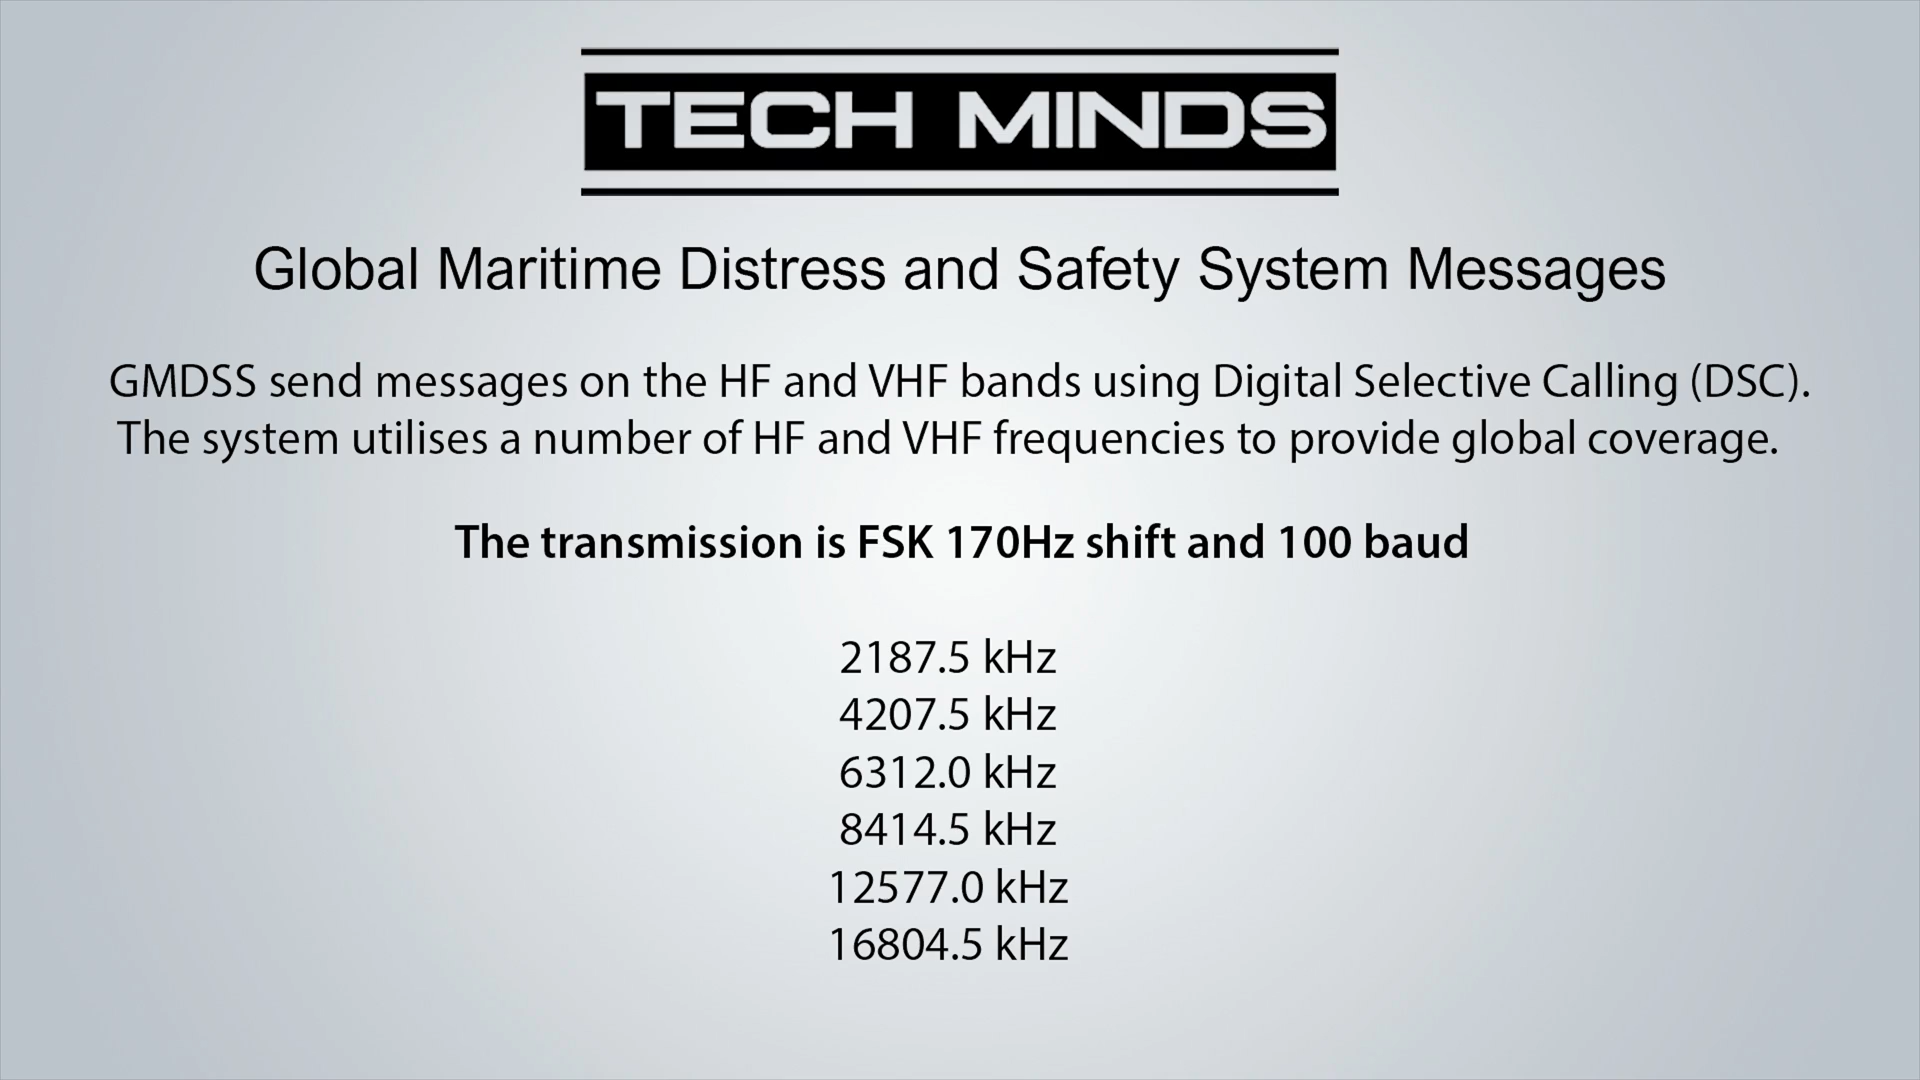 TECH MINDS
Global Maritime Distress and Safety System Messages
GMDSS send messages on the HF and VHF bands using Digital Selective Calling (DSC).
The system utilises a number of HF and VHF frequencies to provide global coverage.
The transmission is FSK 170Hz shift and 100 baud
2187.5 kHz
4207.5 kHz
6312.0 kHz
8414.5 kHz
12577.0 kHz
16804.5 kHz